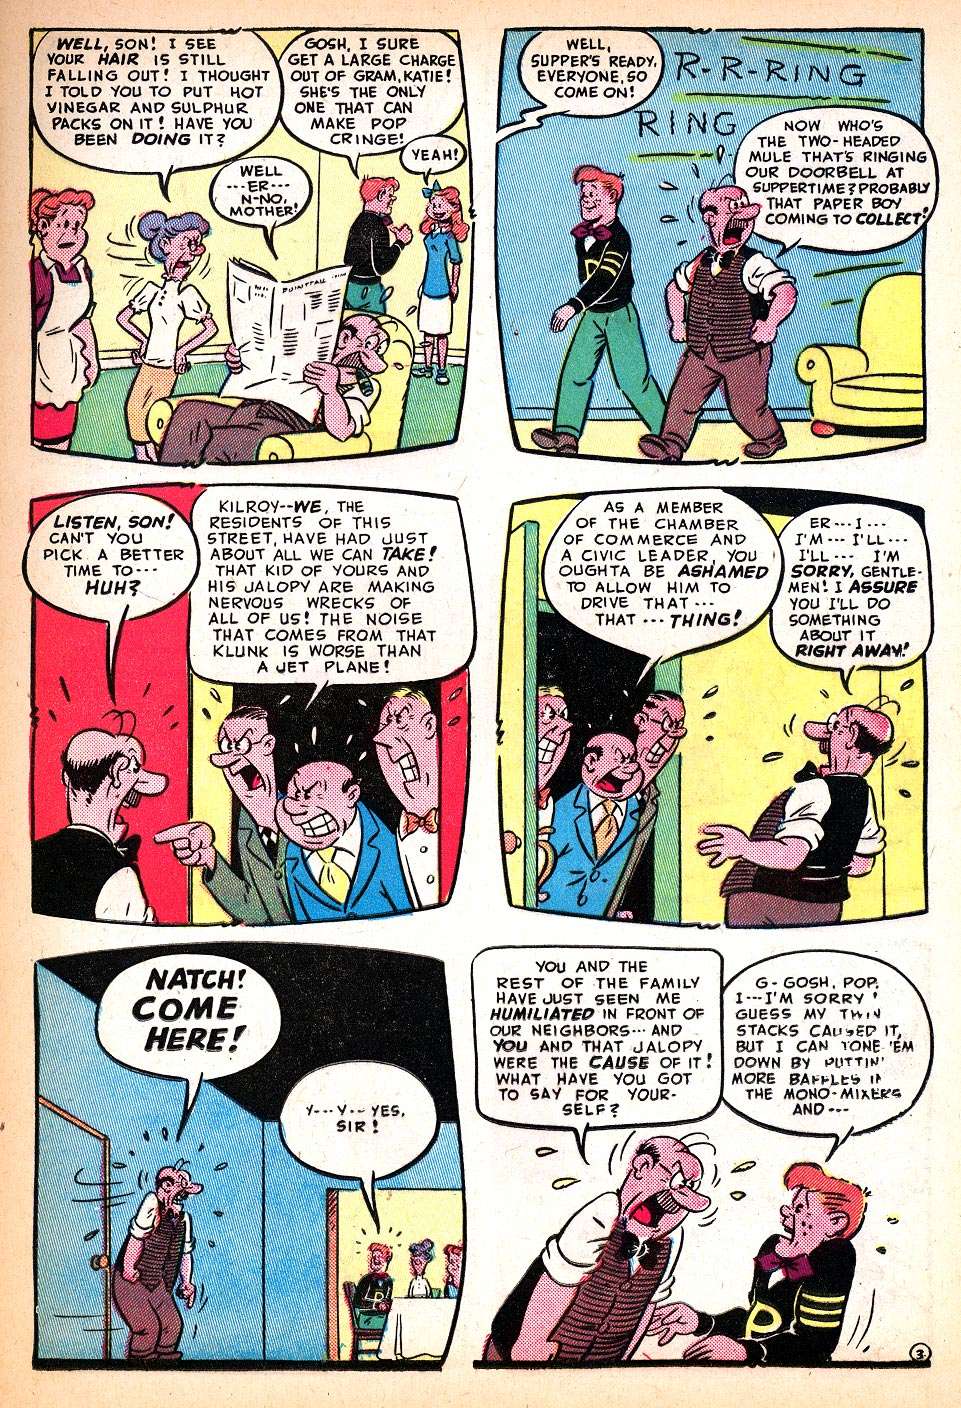 WELL, SON! I SEE
YOUR HAIR IS STILL
FALLING OUT! I THOUGHT
I TOLD YOU TO PUT HOT
VINEGAR AND SULPHUR
PACKS ON IT! HAVE YOU
BEEN DOING IT?
WELL
---ER---
N-NO,
MOTHER!
GOSH, I SURE
GET A LARGE CHARGE
OUT OF GRAM, KATIE!
SHE'S THE ONLY
ONE THAT CAN
MAKE POP
CRINGE!
YEAH!
WELL,
SUPPER'S READY,
EVERYONE, SO
COME ON!
R-R-RING
RING
NOW WHO'S
THE TWO-HEADED
MULE THAT'S RINGING
OUR DOORBELL AT
SUPPERTIME? PROBABLY
THAT PAPER BOY
COMING TO COLLECT!
LISTEN, SON!
CAN'T YOU
PICK A BETTER
TIME TO---
HUH?
KILROY--WE, THE
RESIDENTS OF THIS
STREET, HAVE HAD JUST
ABOUT ALL WE CAN TAKE!
THAT KID OF YOURS AND
HIS JALOPY ARE MAKING
NERVOUS WRECKS OF
ALL OF US! THE NOISE
THAT COMES FROM THAT
KLUNK IS WORSE THAN
A JET PLANE!
AS A MEMBER
OF THE CHAMBER
OF COMMERCE AND
A CIVIC LEADER, YOU
OUGHTA BE ASHAMED
TO ALLOW HIM TO
DRIVE THAT---
THAT---THING!
ER---I---
I'M---I'LL---
I'LL--- I'M
SORRY, GENTLE-
MEN! I ASSURE
YOU I'LL DO
SOMETHING
ABOUT IT
RIGHT AWAY!
NATCH!
COME
HERE!
Y---Y---YES,
SIR!
LP
YOU AND THE
REST OF THE FAMILY
HAVE JUST SEEN ME
HUMILIATED IN FRONT OF
OUR NEIGHBORS---AND
YOU AND THAT JALOPY
WERE THE CAUSE OF IT!
WHAT HAVE YOU GOT
TO SAY FOR YOUR-
SELF?
G-GOSH, POP,
I---I'M SORRY!
GUESS MY TWIN
STACKS CAUSED IT,
BUT I CAN TONE 'EM
DOWN BY PUTTIN'
MORE BAFFLES IN
THE MONO-MIXERS
AND---
3